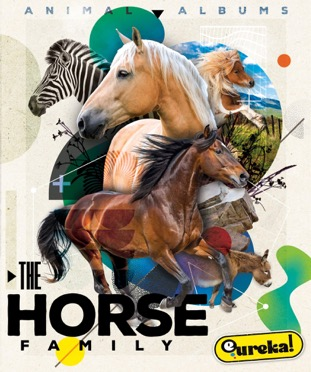 ANIMAL ALBUMS
THE
HORSE
FAMILY
eureka!